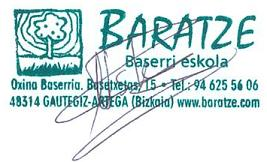 BARATZE
Baserri eskola
Oxina Baserria. Basetxetas, 15 • Tel.: 94 625 56 06
48314 GAUTEGIZ-ARTEGA (Bizkaia) www.baratze.com